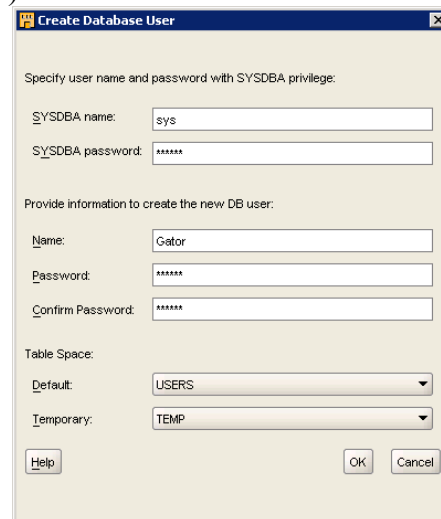 )
Create Database User
Specify user name and password with SYSDBA privilege:
SYSDBA name: sys
SYSDBA password: ******
Provide information to create the new DB user:
Name: Gator
Password: ******
Confirm Password: ******
Table Space:
Default: USERS
Temporary: TEMP
Help OK Cancel